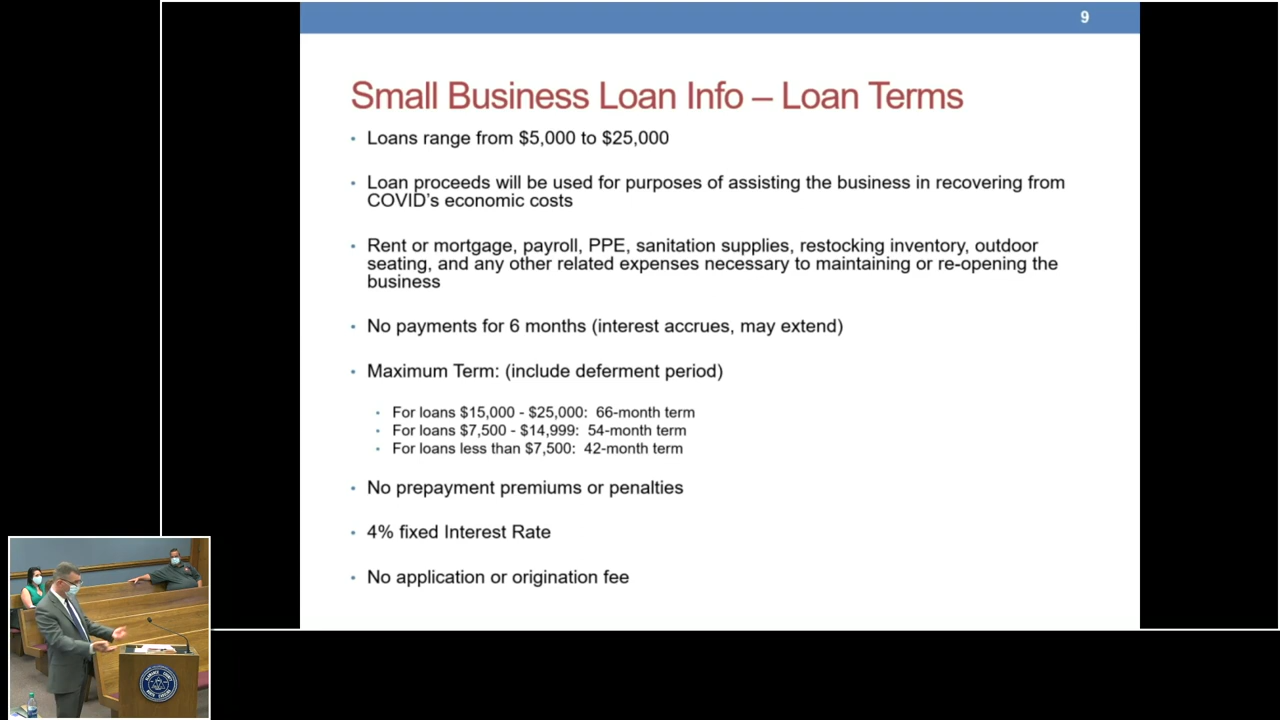 9
Small Business Loan Info – Loan Terms
• Loans range from $5,000 to $25,000
• Loan proceeds will be used for purposes of assisting the business in recovering from
COVID's economic costs
• Rent or mortgage, payroll, PPE, sanitation supplies, restocking inventory, outdoor
seating, and any other related expenses necessary to maintaining or re-opening the
business
• No payments for 6 months (interest accrues, may extend)
• Maximum Term: (include deferment period)
• For loans $15,000 - $25,000: 66-month term
• For loans $7,500 - $14,999: 54-month term
• For loans less than $7,500: 42-month term
• No prepayment premiums or penalties
• 4% fixed Interest Rate
• No application or origination fee